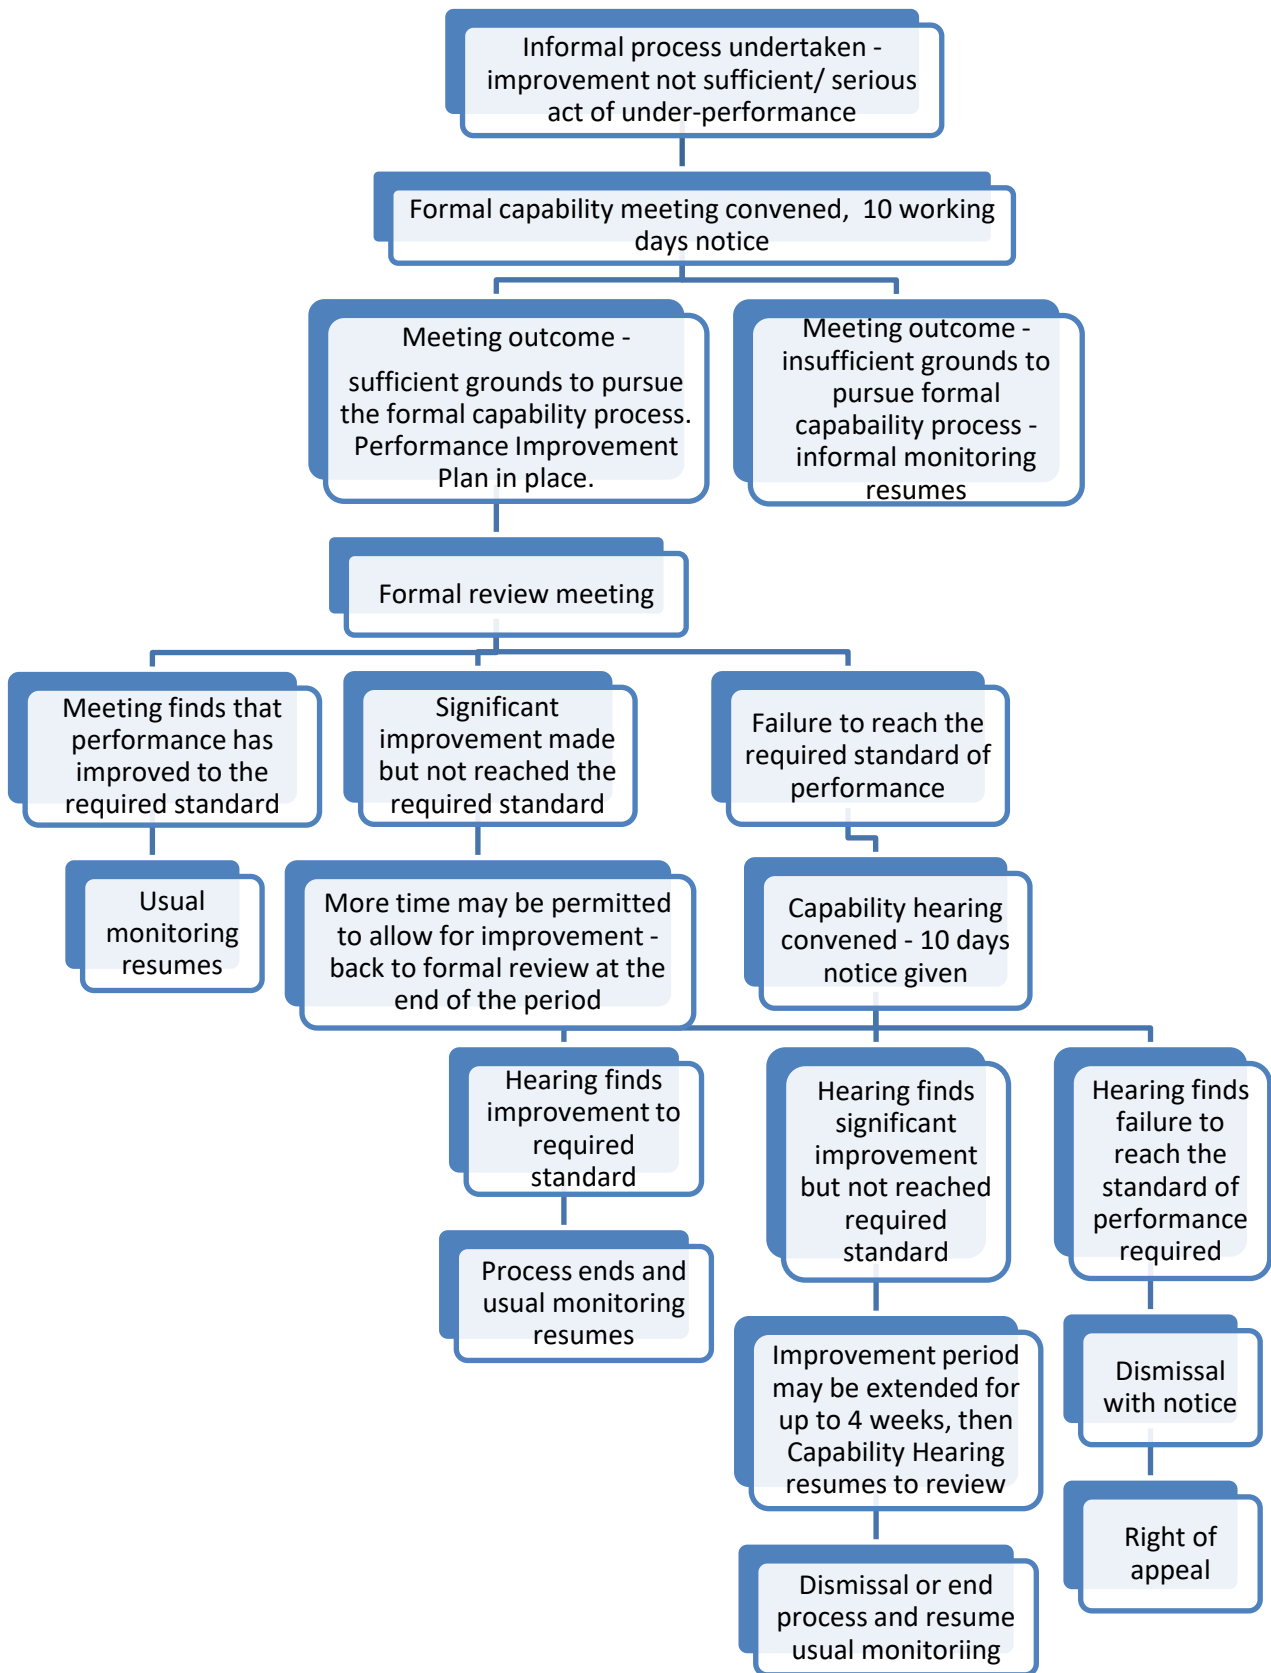 Informal process undertaken -
improvement not sufficient/ serious
act of under-performance
Formal capability meeting convened,  10 working
days notice
Meeting outcome -
sufficient grounds to pursue
the formal capability process.
Performance Improvement
Plan in place.
Meeting outcome -
insufficient grounds to
pursue formal
capabaility process -
informal monitoring
resumes
Formal review meeting
Meeting finds that
performance has
improved to the
required standard
Significant
improvement made
but not reached the
required standard
Failure to reach the
required standard of
performance
Usual
monitoring
resumes
More time may be permitted
to allow for improvement -
back to formal review at the
end of the period
Capability hearing
convened - 10 days
notice given
Hearing finds
improvement to
required
standard
Hearing finds
significant
improvement
but not reached
required
standard
Hearing finds
failure to
reach the
standard of
performance
required
Process ends and
usual monitoring
resumes
Improvement period
may be extended for
up to 4 weeks, then
Capability Hearing
resumes to review
Dismissal
with notice
Right of
appeal
Dismissal or end
process and resume
usual monitoriing